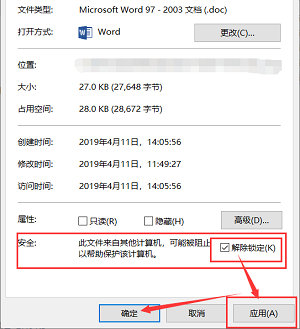 文件类型: Microsoft Word 97 - 2003 文档 (.doc)
打开方式: Word 更改(C)...
位置:
大小: 27.0 KB (27,648 字节)
占用空间: 28.0 KB (28,672 字节)
创建时间: 2019年4月11日，14:05:56
修改时间: 2019年4月11日，11:49:27
访问时间: 2019年4月11日，14:05:56
属性: 只读(R) 隐藏(H) 高级(D)...
安全: 此文件来自其他计算机，可能被阻止 解除锁定(K)
以帮助保护该计算机。
确定 取消 应用(A)